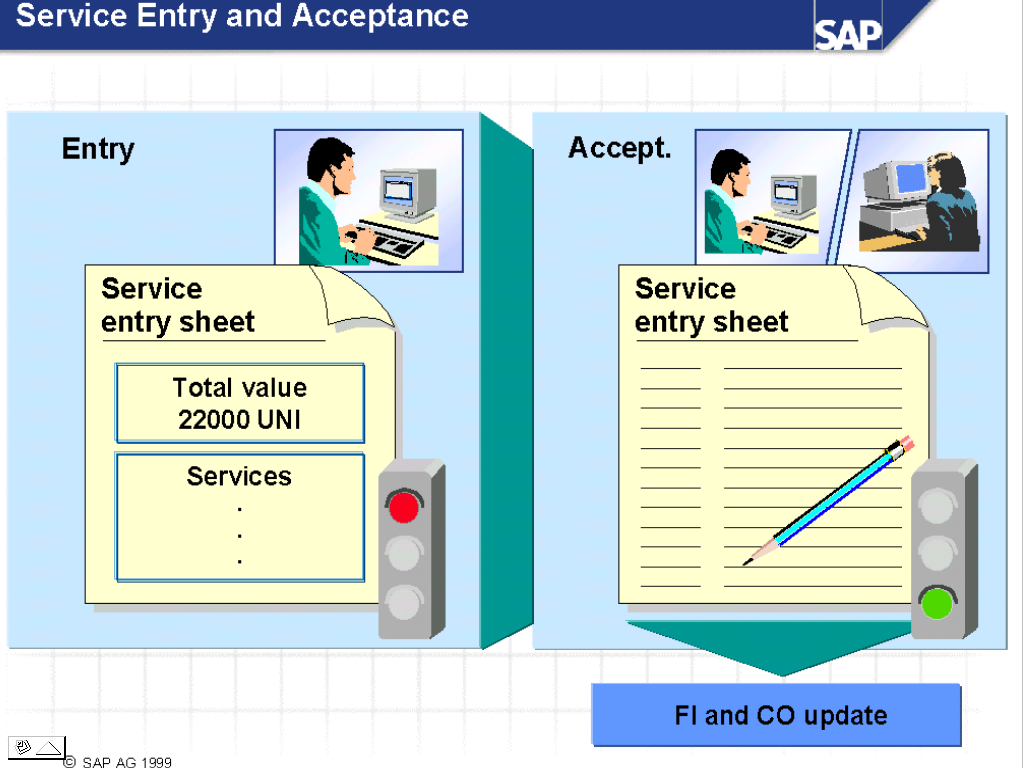 Service Entry and Acceptance
SAP
Entry
Service
entry sheet
Total value
22000 UNI
Services
.
.
.
Accept.
Service
entry sheet
FI and CO update
© SAP AG 1999